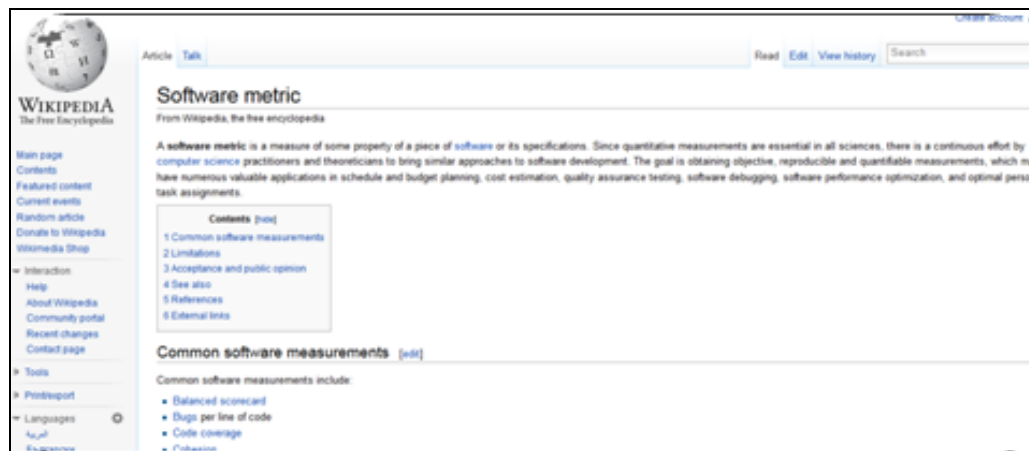 Create account
Article Talk
Read Edit View history Search
WIKIPEDIA
The Free Encyclopedia
Software metric
From Wikipedia, the free encyclopedia
A software metric is a measure of some property of a piece of software or its specifications. Since quantitative measurements are essential in all sciences, there is a continuous effort by
computer science practitioners and theoreticians to bring similar approaches to software development. The goal is obtaining objective, reproducible and quantifiable measurements, which
have numerous valuable applications in schedule and budget planning, cost estimation, quality assurance testing, software debugging, software performance optimization, and optimal
task assignments.
Main page
Contents
Featured content
Current events
Random article
Donate to Wikipedia
Wikimedia Shop
Interaction
Help
About Wikipedia
Community portal
Recent changes
Contact page
Tools
Print/export
Languages
العربية
Contents [hide]
1 Common software measurements
2 Limitations
3 Acceptance and public opinion
4 See also
5 References
6 External links
Common software measurements [edit]
Common software measurements include:
Balanced scorecard
Bugs per line of code
Code coverage
Cohesion